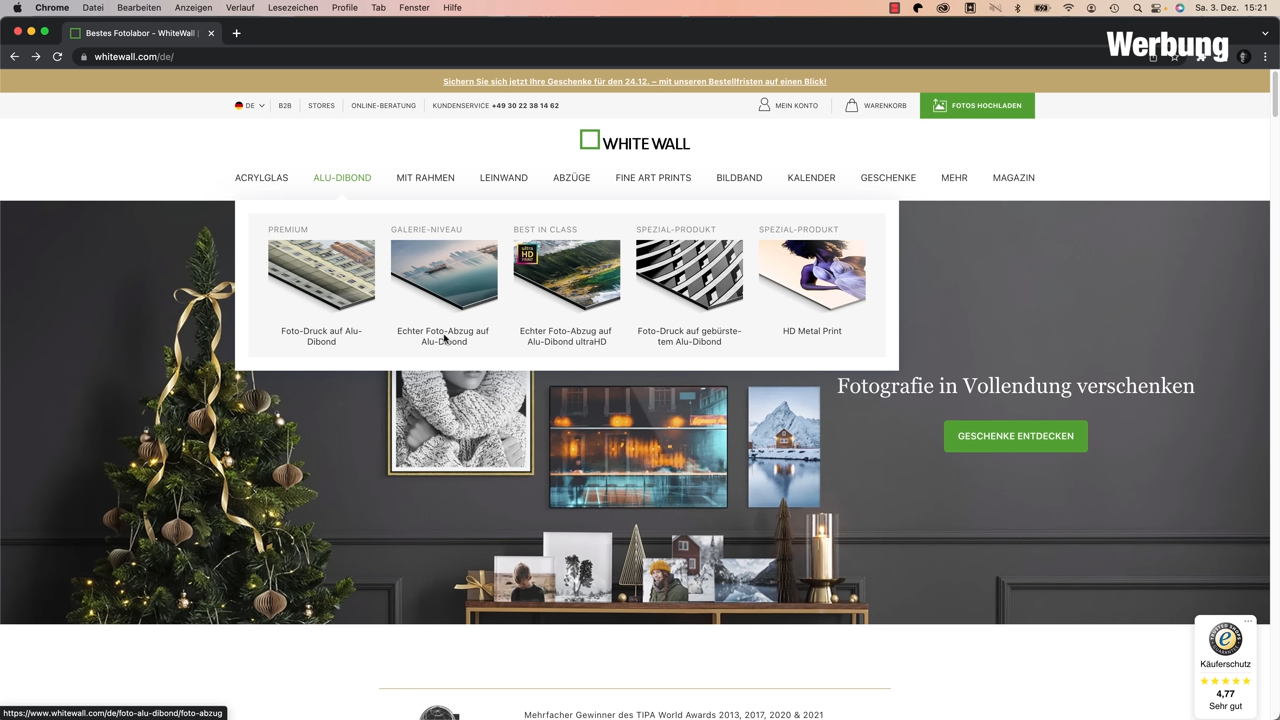 Chrome Datei Bearbeiten Anzeigen Verlauf Lesezeichen Profile Tab Fenster Hilfe
Sa. 3. Dez. 15:21
Bestes Fotolabor - WhiteWall |
Werbung
whitewall.com/de/
Sichern Sie sich jetzt Ihre Geschenke für den 24.12. – mit unseren Bestellfristen auf einen Blick!
DE B2B STORES ONLINE-BERATUNG KUNDENSERVICE +49 30 22 38 14 62 MEIN KONTO WARENKORB FOTOS HOCHLADEN
WHITE WALL
ACRYLGLAS ALU-DIBOND MIT RAHMEN LEINWAND ABZÜGE FINE ART PRINTS BILDBAND KALENDER GESCHENKE MEHR MAGAZIN
PREMIUM GALERIE-NIVEAU BEST IN CLASS SPEZIAL-PRODUKT SPEZIAL-PRODUKT
ultra
HD
PRINT
Foto-Druck auf Alu-
Dibond
Echter Foto-Abzug auf
Alu-Dibond
Echter Foto-Abzug auf
Alu-Dibond ultraHD
Foto-Druck auf gebürste-
tem Alu-Dibond
HD Metal Print
Fotografie in Vollendung verschenken
GESCHENKE ENTDECKEN
Käuferschutz
4,77
Sehr gut
https://www.whitewall.com/de/foto-alu-dibond/foto-abzug
Mehrfacher Gewinner des TIPA World Awards 2013, 2017, 2020 & 2021